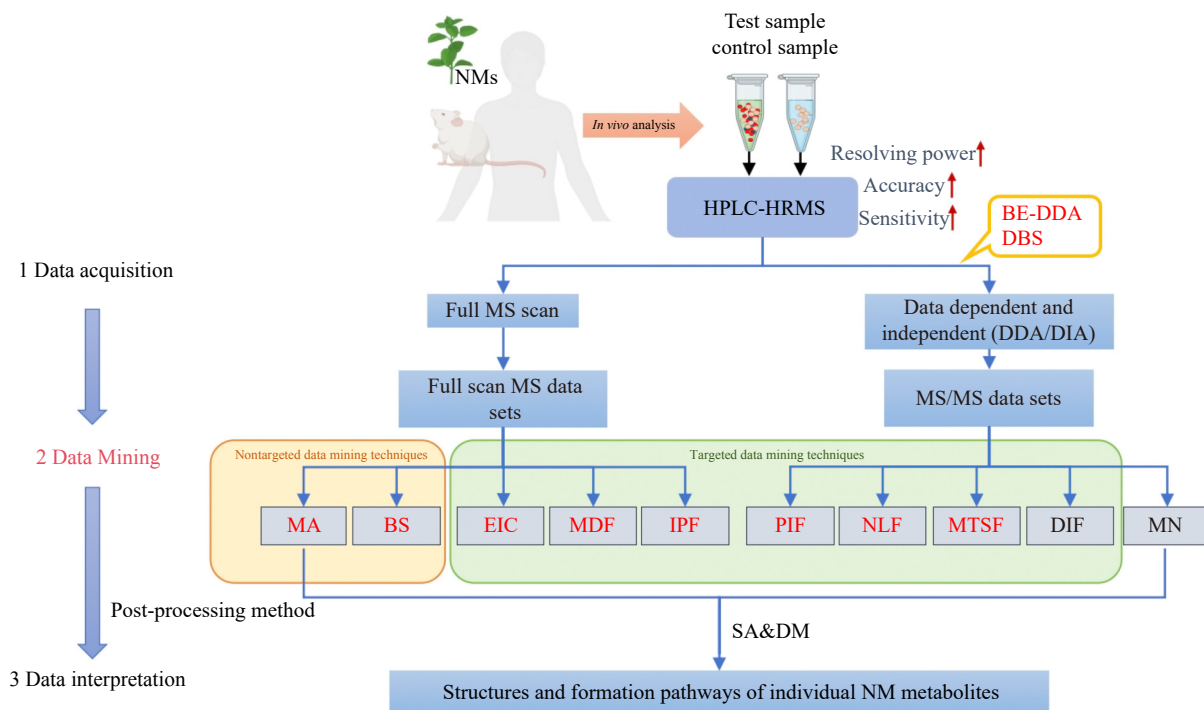 Test sample
control sample
NMs
In vivo analysis
Resolving power
Accuracy
Sensitivity
HPLC-HRMS
BE-DDA
DBS
1 Data acquisition
Full MS scan
Data dependent and
independent (DDA/DIA)
Full scan MS data
sets
MS/MS data sets
2 Data Mining
Nontargeted data mining techniques
Targeted data mining techniques
MA
BS
EIC
MDF
IPF
PIF
NLF
MTSF
DIF
MN
Post-processing method
SA&DM
3 Data interpretation
Structures and formation pathways of individual NM metabolites